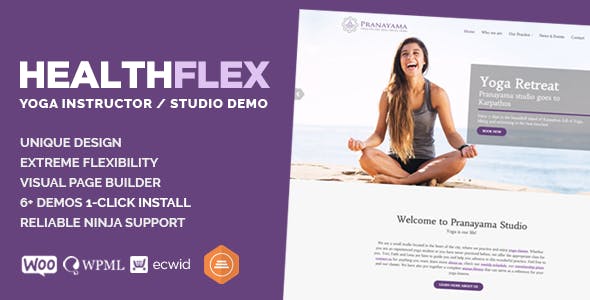 HEALTHFLEX
YOGA INSTRUCTOR / STUDIO DEMO
UNIQUE DESIGN
EXTREME FLEXIBILITY
VISUAL PAGE BUILDER
6+ DEMOS 1-CLICK INSTALL
RELIABLE NINJA SUPPORT
WOO
WPML
ecwid
PRANAYAMA
Home Who we are Our Practice News & Events Contact
Yoga Retreat
Pranayama studio goes to
Karpathos
BOOK NOW
Welcome to Pranayama Studio
Yoga is our life!
LEARN MORE ABOUT US